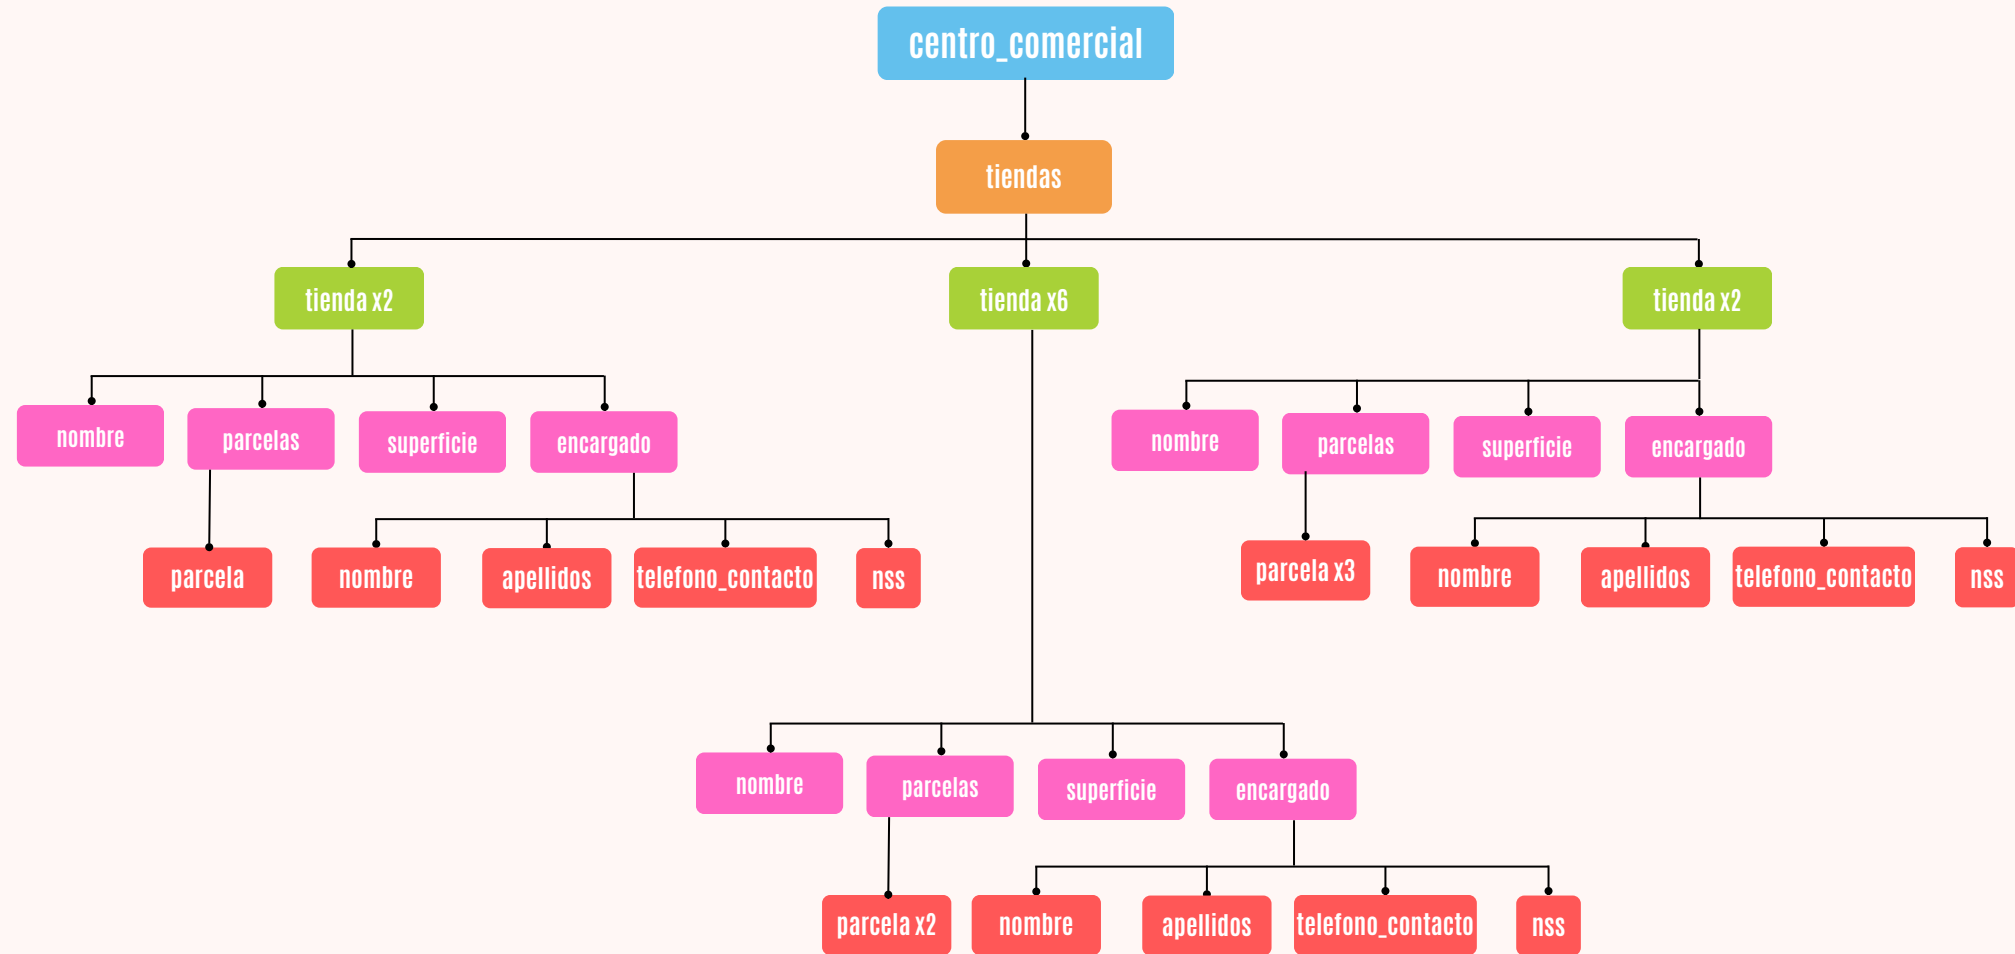 centro_comercial
tiendas
tienda x2
tienda x6
tienda x2
nombre
parcelas
superficie
encargado
nombre
parcelas
superficie
encargado
parcela
nombre
apellidos
telefono_contacto
nss
parcela x3
nombre
apellidos
telefono_contacto
nss
nombre
parcelas
superficie
encargado
parcela x2
nombre
apellidos
telefono_contacto
nss